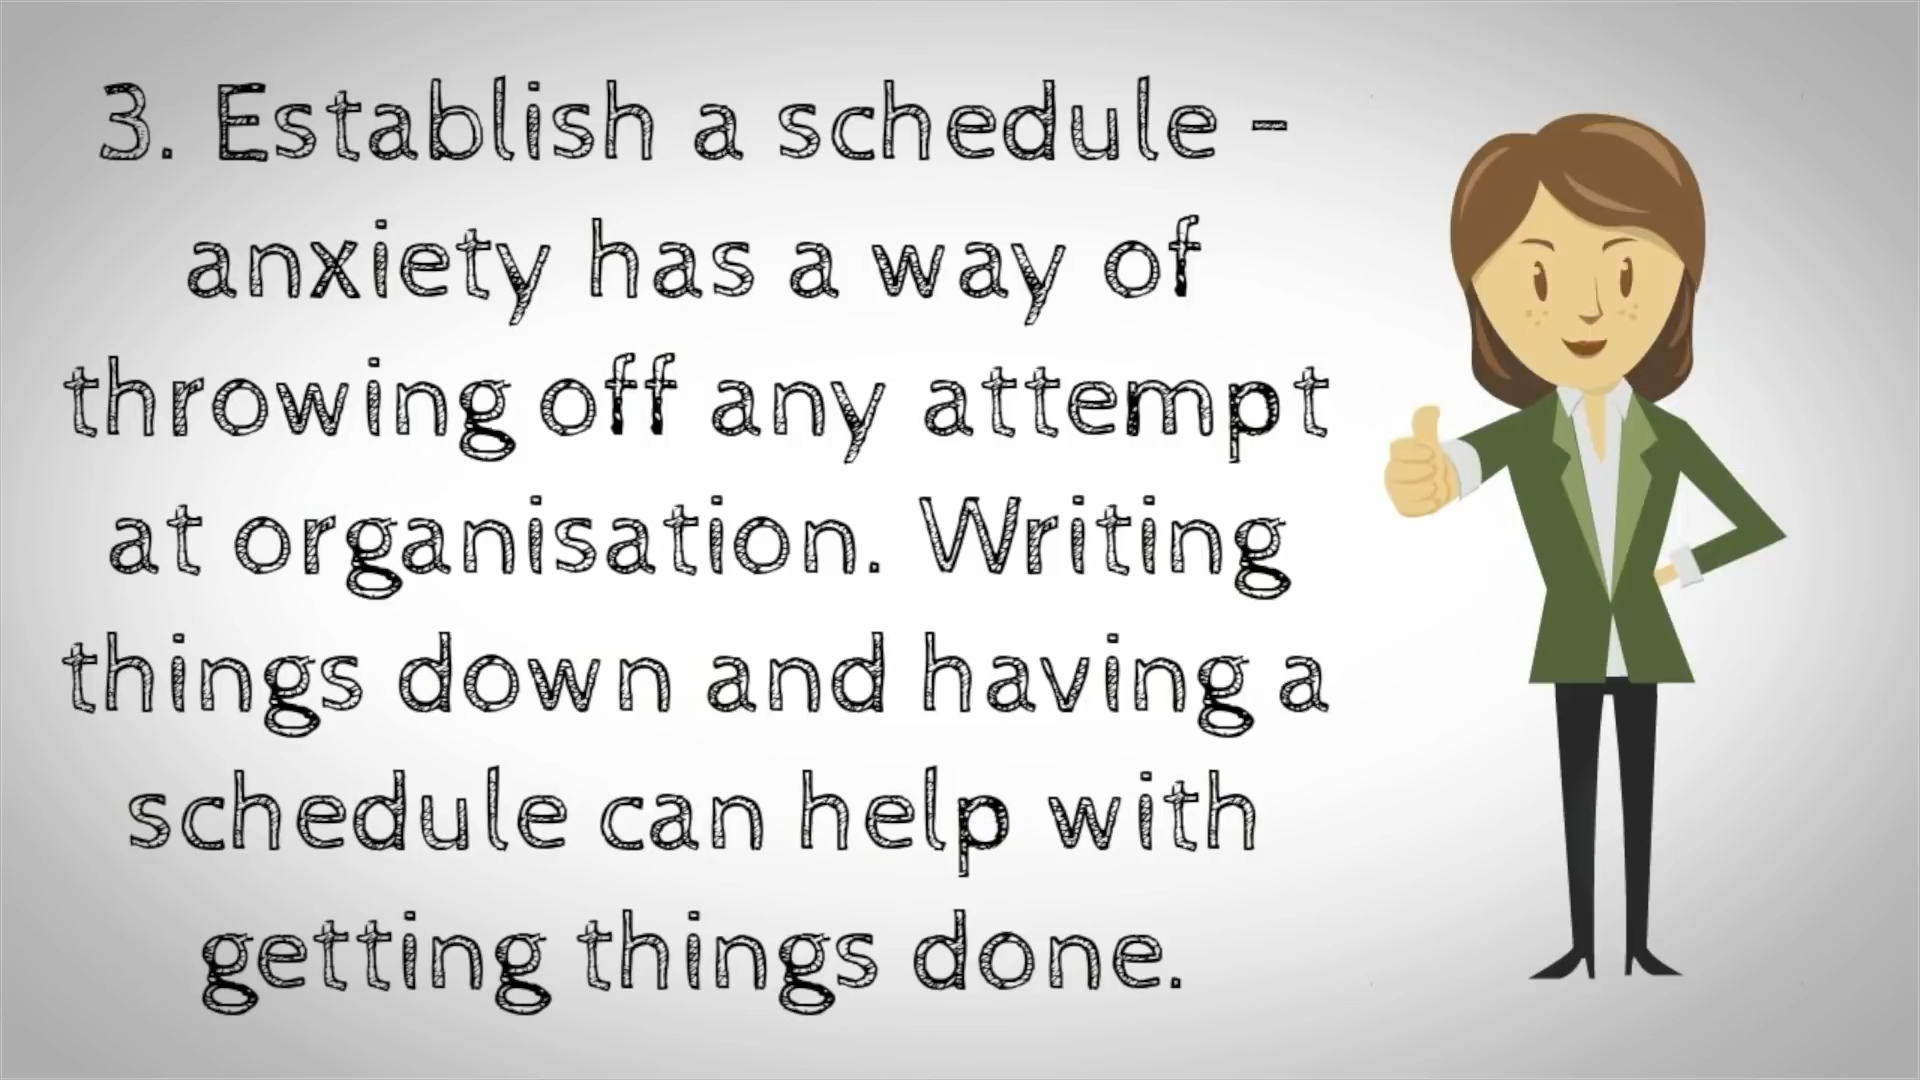 3. Establish a schedule -
anxiety has a way of
throwing off any attempt
at organisation. Writing
things down and having a
schedule can help with
getting things done.